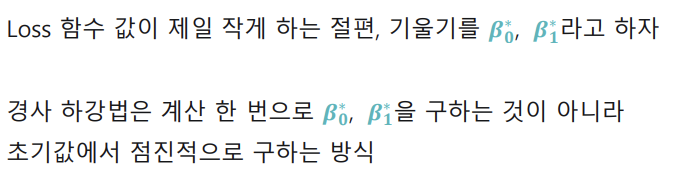 Loss 함수 값이 제일 작게 하는 절편, 기울기를 β₀*, β₁*라고 하자
경사 하강법은 계산 한 번으로 β₀*, β₁*을 구하는 것이 아니라
초기값에서 점진적으로 구하는 방식